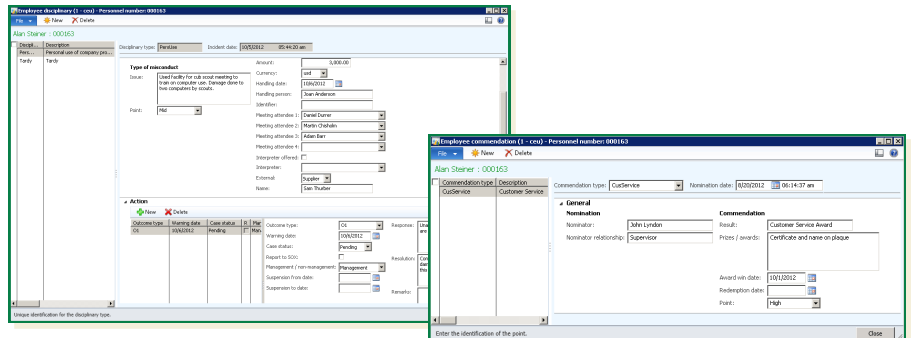 Employee disciplinary (1 - ceu) - Personnel number: 000163
File New Delete
Alan Steiner : 000163
Discipli... Description
Pers... Personal use of company pro...
Tardy Tardy
Disciplinary type: PersUse Incident date: 10/5/2012 05:44:20 am
Type of misconduct
Issue: Used facility for cub scout meeting to
train on computer use. Damage done to
two computers by scouts.
Point: Mid
Amount: 3,000.00
Currency: usd
Handling date: 10/6/2012
Handling person: Joan Anderson
Identifier:
Meeting attendee 1: Daniel Durrer
Meeting attendee 2: Martin Chisholm
Meeting attendee 3: Adam Barr
Meeting attendee 4:
Interpreter offered:
Interpreter:
External: Supplier
Name: Sam Thurber
Action
New Delete
Outcome type Warning date Case status R
O1 10/6/2012 Pending Man
Outcome type: O1
Warning date: 10/6/2012
Case status: Pending
Report to SOX:
Management / non-management: Management
Suspension from date:
Suspension to date:
Response: Una
are
Resolution: Con
dam
this
Remarks:
Unique identification for the disciplinary type.
Employee commendation (1 - ceu) - Personnel number: 000163
File New Delete
Alan Steiner : 000163
Commendation type Description
CusService Customer Service
Commendation type: CusService Nomination date: 8/20/2012 06:14:37 am
General
Nomination
Nominator: John Lyndon
Nominator relationship: Supervisor
Commendation
Result: Customer Service Award
Prizes / awards: Certificate and name on plaque
Award win date: 10/1/2012
Redemption date:
Point: High
Enter the identification of the point.
Close